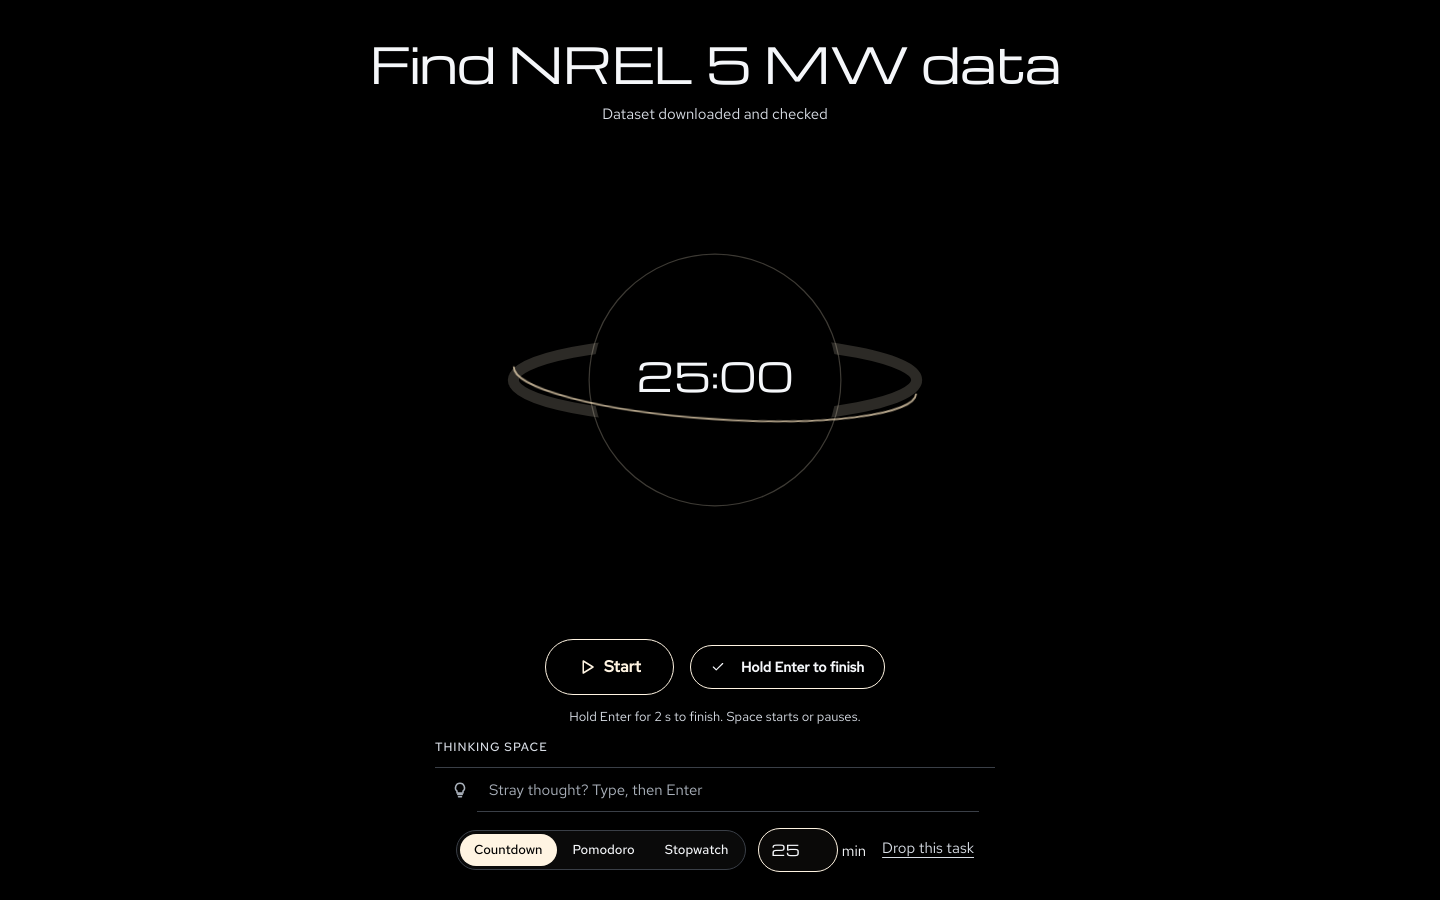 Find NREL 5 MW data
Dataset downloaded and checked
25:00
Start
Hold Enter to finish
Hold Enter for 2 s to finish. Space starts or pauses.
THINKING SPACE
Stray thought? Type, then Enter
Countdown Pomodoro Stopwatch 25 min Drop this task